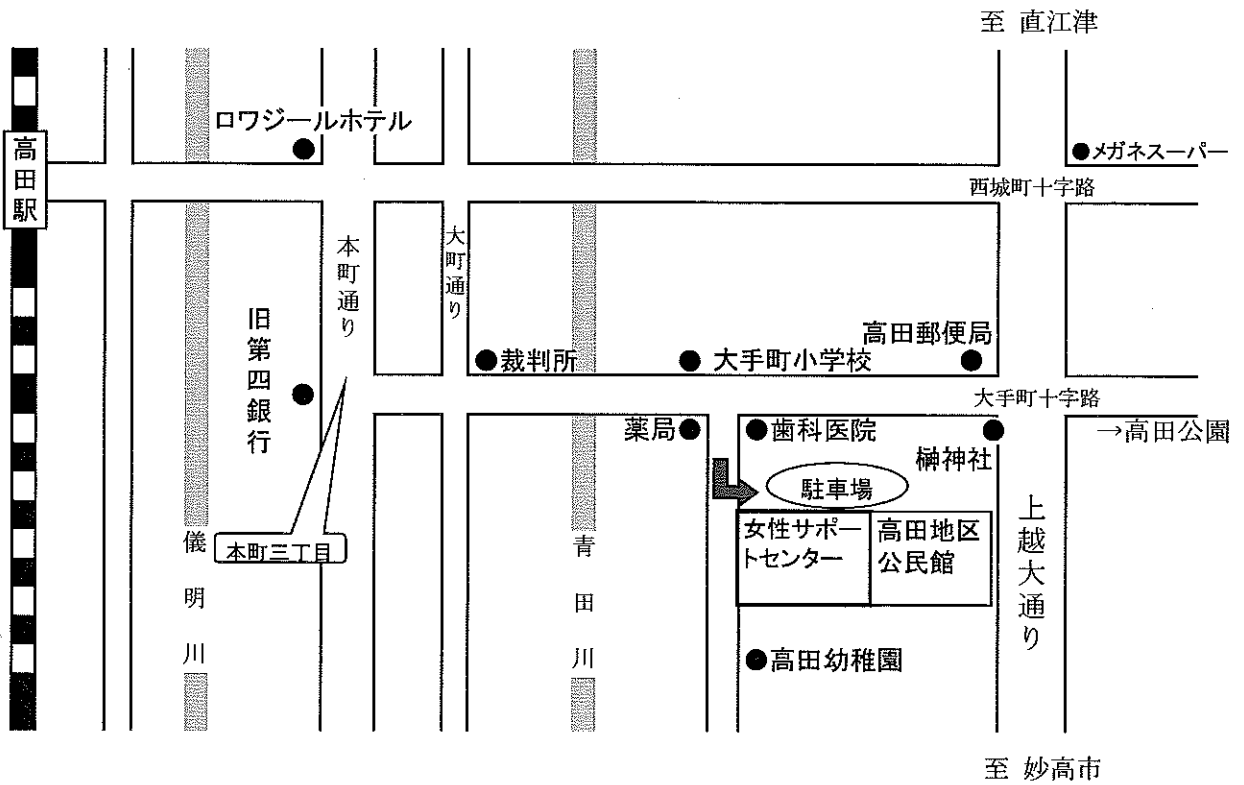 至 直江津
ロワジールホテル
高田駅
メガネスーパー
西城町十字路
本町通り
大町通り
旧第四銀行
裁判所
大手町小学校
高田郵便局
大手町十字路
薬局
歯科医院
榊神社
→高田公園
駐車場
女性サポー
トセンター
高田地区
公民館
上越大通り
本町三丁目
儀明川
青田川
高田幼稚園
至 妙高市